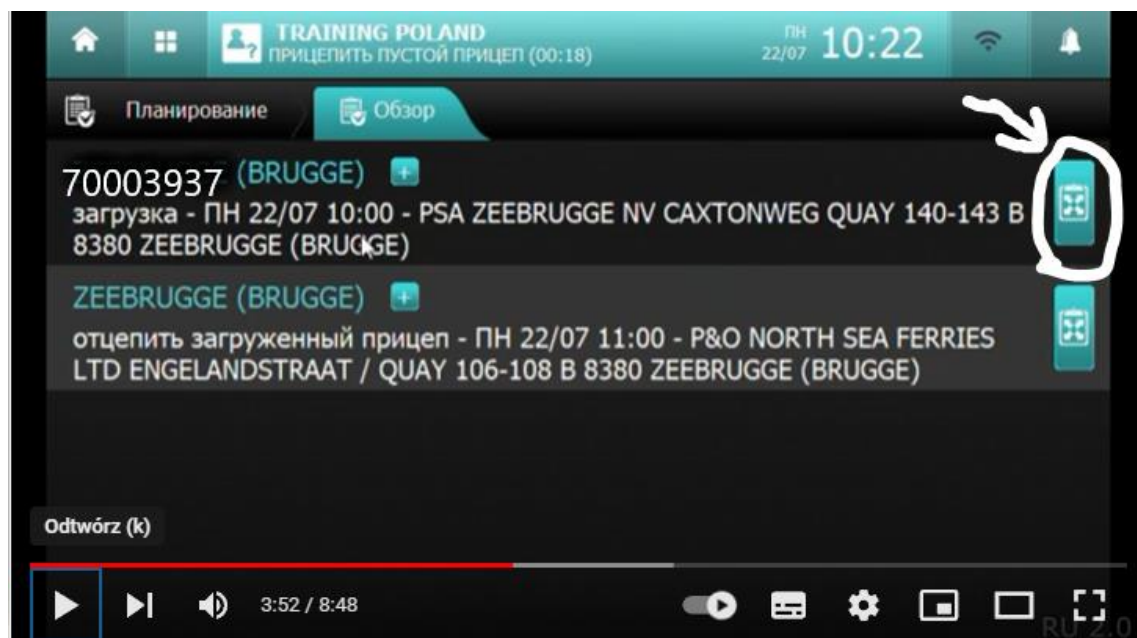 TRAINING POLAND
ПРИЦЕПИТЬ ПУСТОЙ ПРИЦЕП (00:18)
ПН
22/07
10:22
Планирование
Обзор
70003937 (BRUGGE) +
загрузка - ПН 22/07 10:00 - PSA ZEEBRUGGE NV CAXTONWEG QUAY 140-143 B
8380 ZEEBRUGGE (BRUGGE)
ZEEBRUGGE (BRUGGE) +
отцепить загруженный прицеп - ПН 22/07 11:00 - P&O NORTH SEA FERRIES
LTD ENGELANDSTRAAT / QUAY 106-108 B 8380 ZEEBRUGGE (BRUGGE)
Odtwórz (k)
3:52 / 8:48
RU 2.0